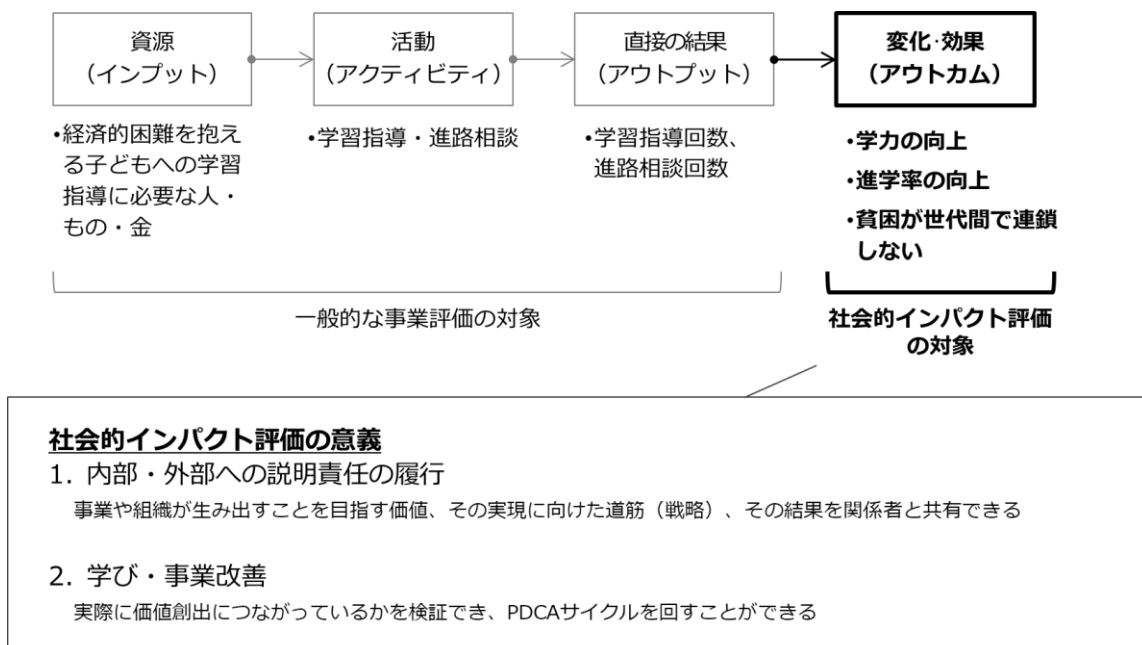 資源
（インプット）
活動
（アクティビティ）
直接の結果
（アウトプット）
変化・効果
（アウトカム）
•経済的困難を抱え
る子どもへの学習
指導に必要な人・
もの・金
•学習指導・進路相談
•学習指導回数、
進路相談回数
•学力の向上
•進学率の向上
•貧困が世代間で連鎖
しない
一般的な事業評価の対象
社会的インパクト評価
の対象
社会的インパクト評価の意義
1. 内部・外部への説明責任の履行
事業や組織が生み出すことを目指す価値、その実現に向けた道筋（戦略）、その結果を関係者と共有できる
2. 学び・事業改善
実際に価値創出につながっているかを検証でき、PDCAサイクルを回すことができる